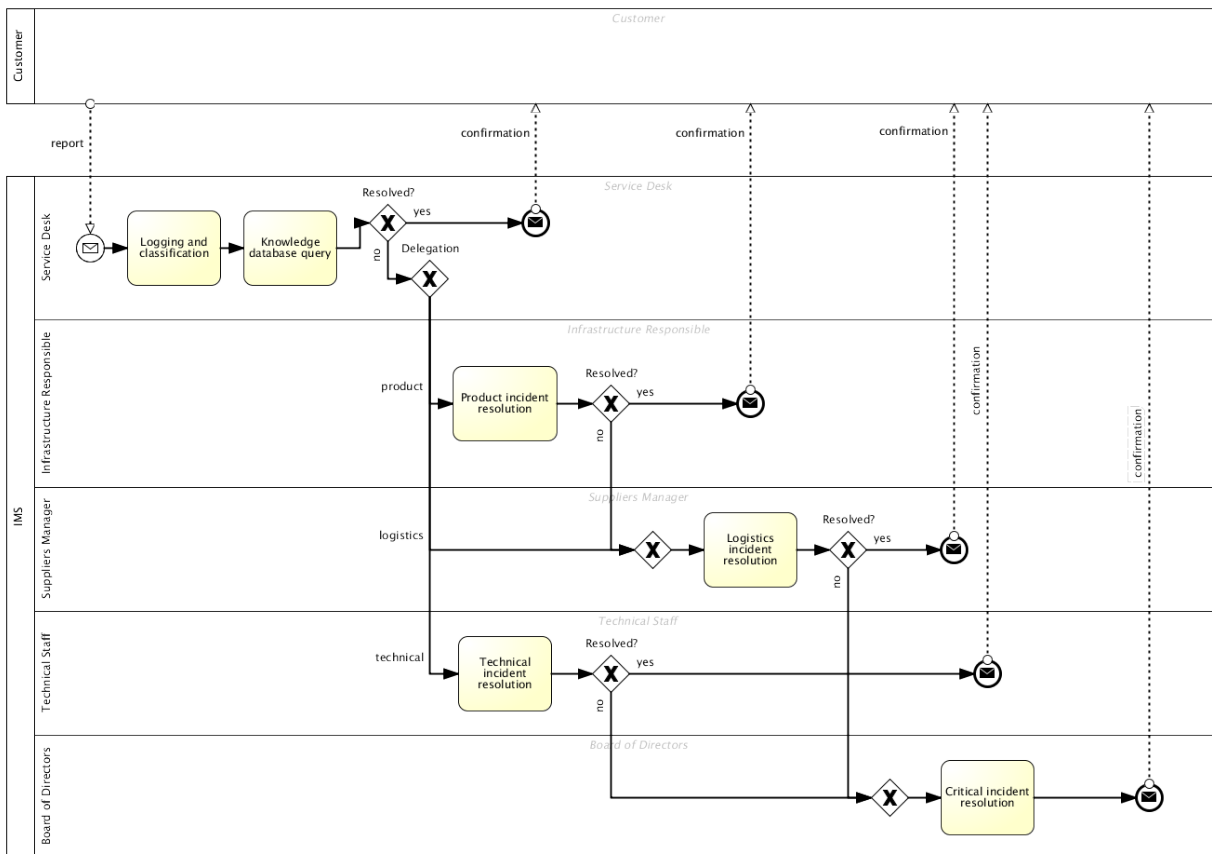 Customer
Customer
report
confirmation
confirmation
confirmation
IMS
Service Desk
Service Desk
Resolved?
yes
no
Logging and
classification
Knowledge
database query
Delegation
Infrastructure Responsible
Infrastructure Responsible
product
Product incident
resolution
Resolved?
yes
no
confirmation
confirmation
Suppliers Manager
Suppliers Manager
logistics
Logistics
incident
resolution
Resolved?
yes
no
Technical Staff
Technical Staff
technical
Technical
incident
resolution
Resolved?
yes
no
Board of Directors
Board of Directors
Critical incident
resolution